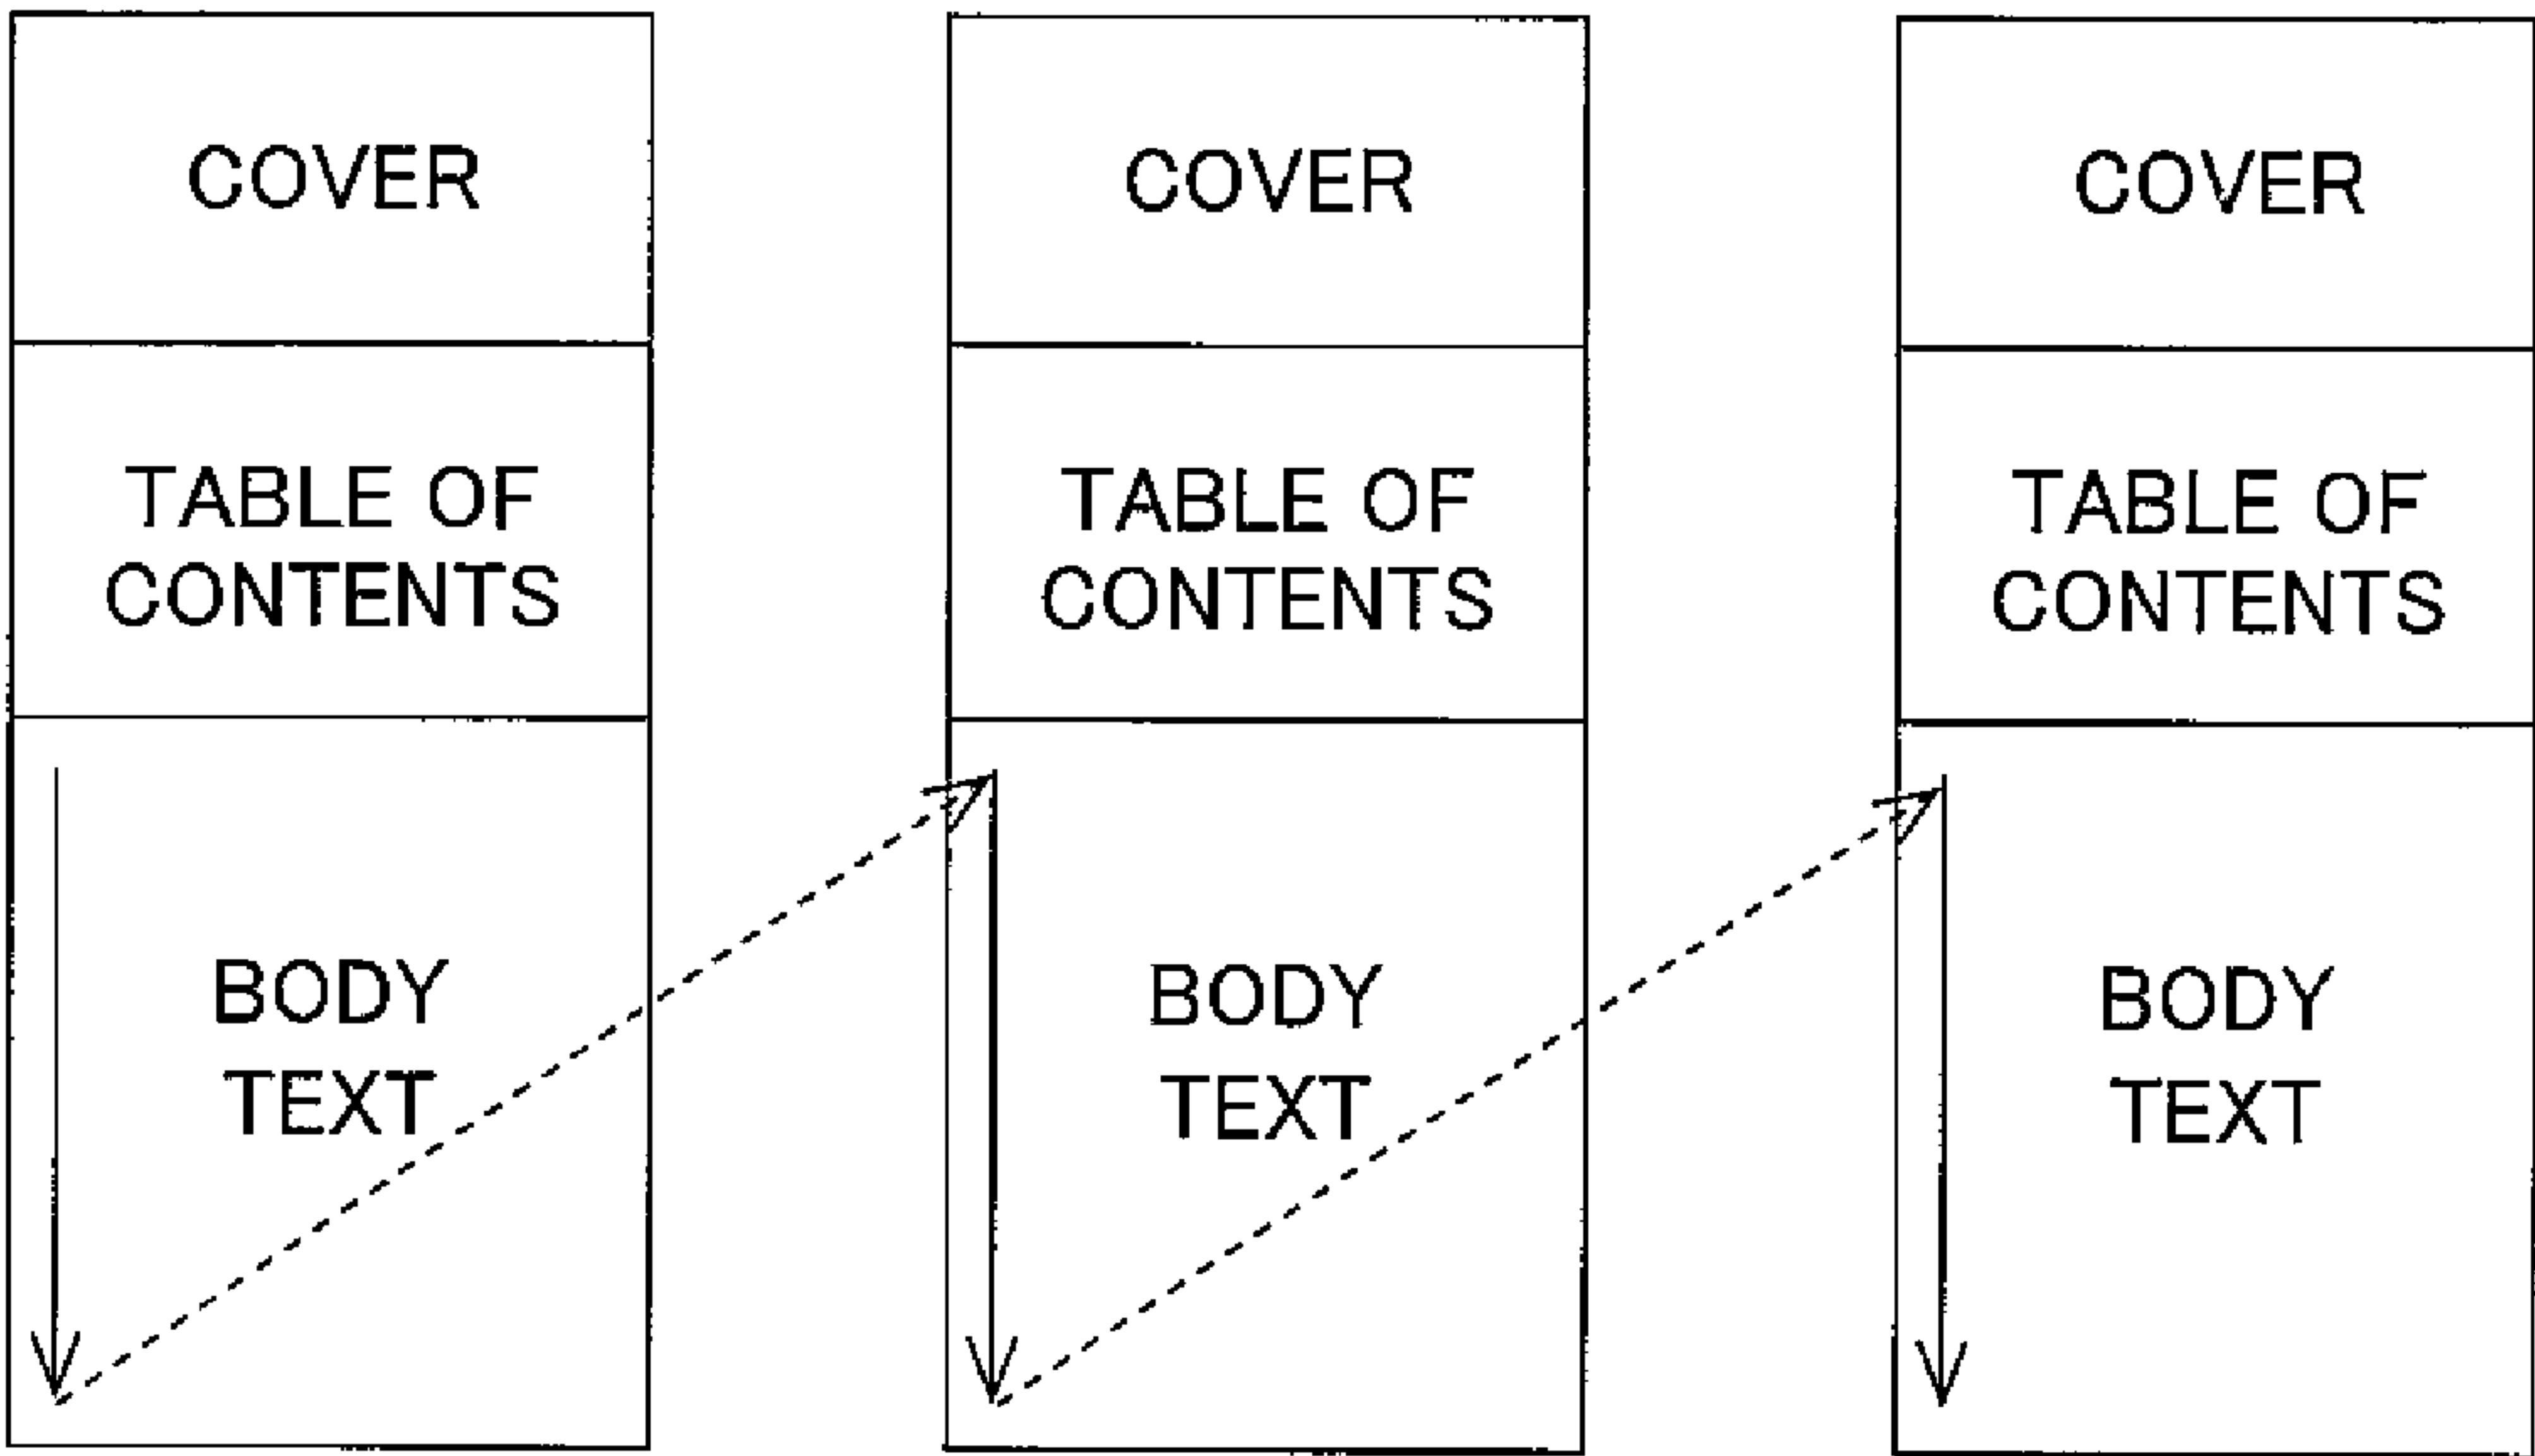 COVER
TABLE OF
CONTENTS
BODY
TEXT
COVER
TABLE OF
CONTENTS
BODY
TEXT
COVER
TABLE OF
CONTENTS
BODY
TEXT